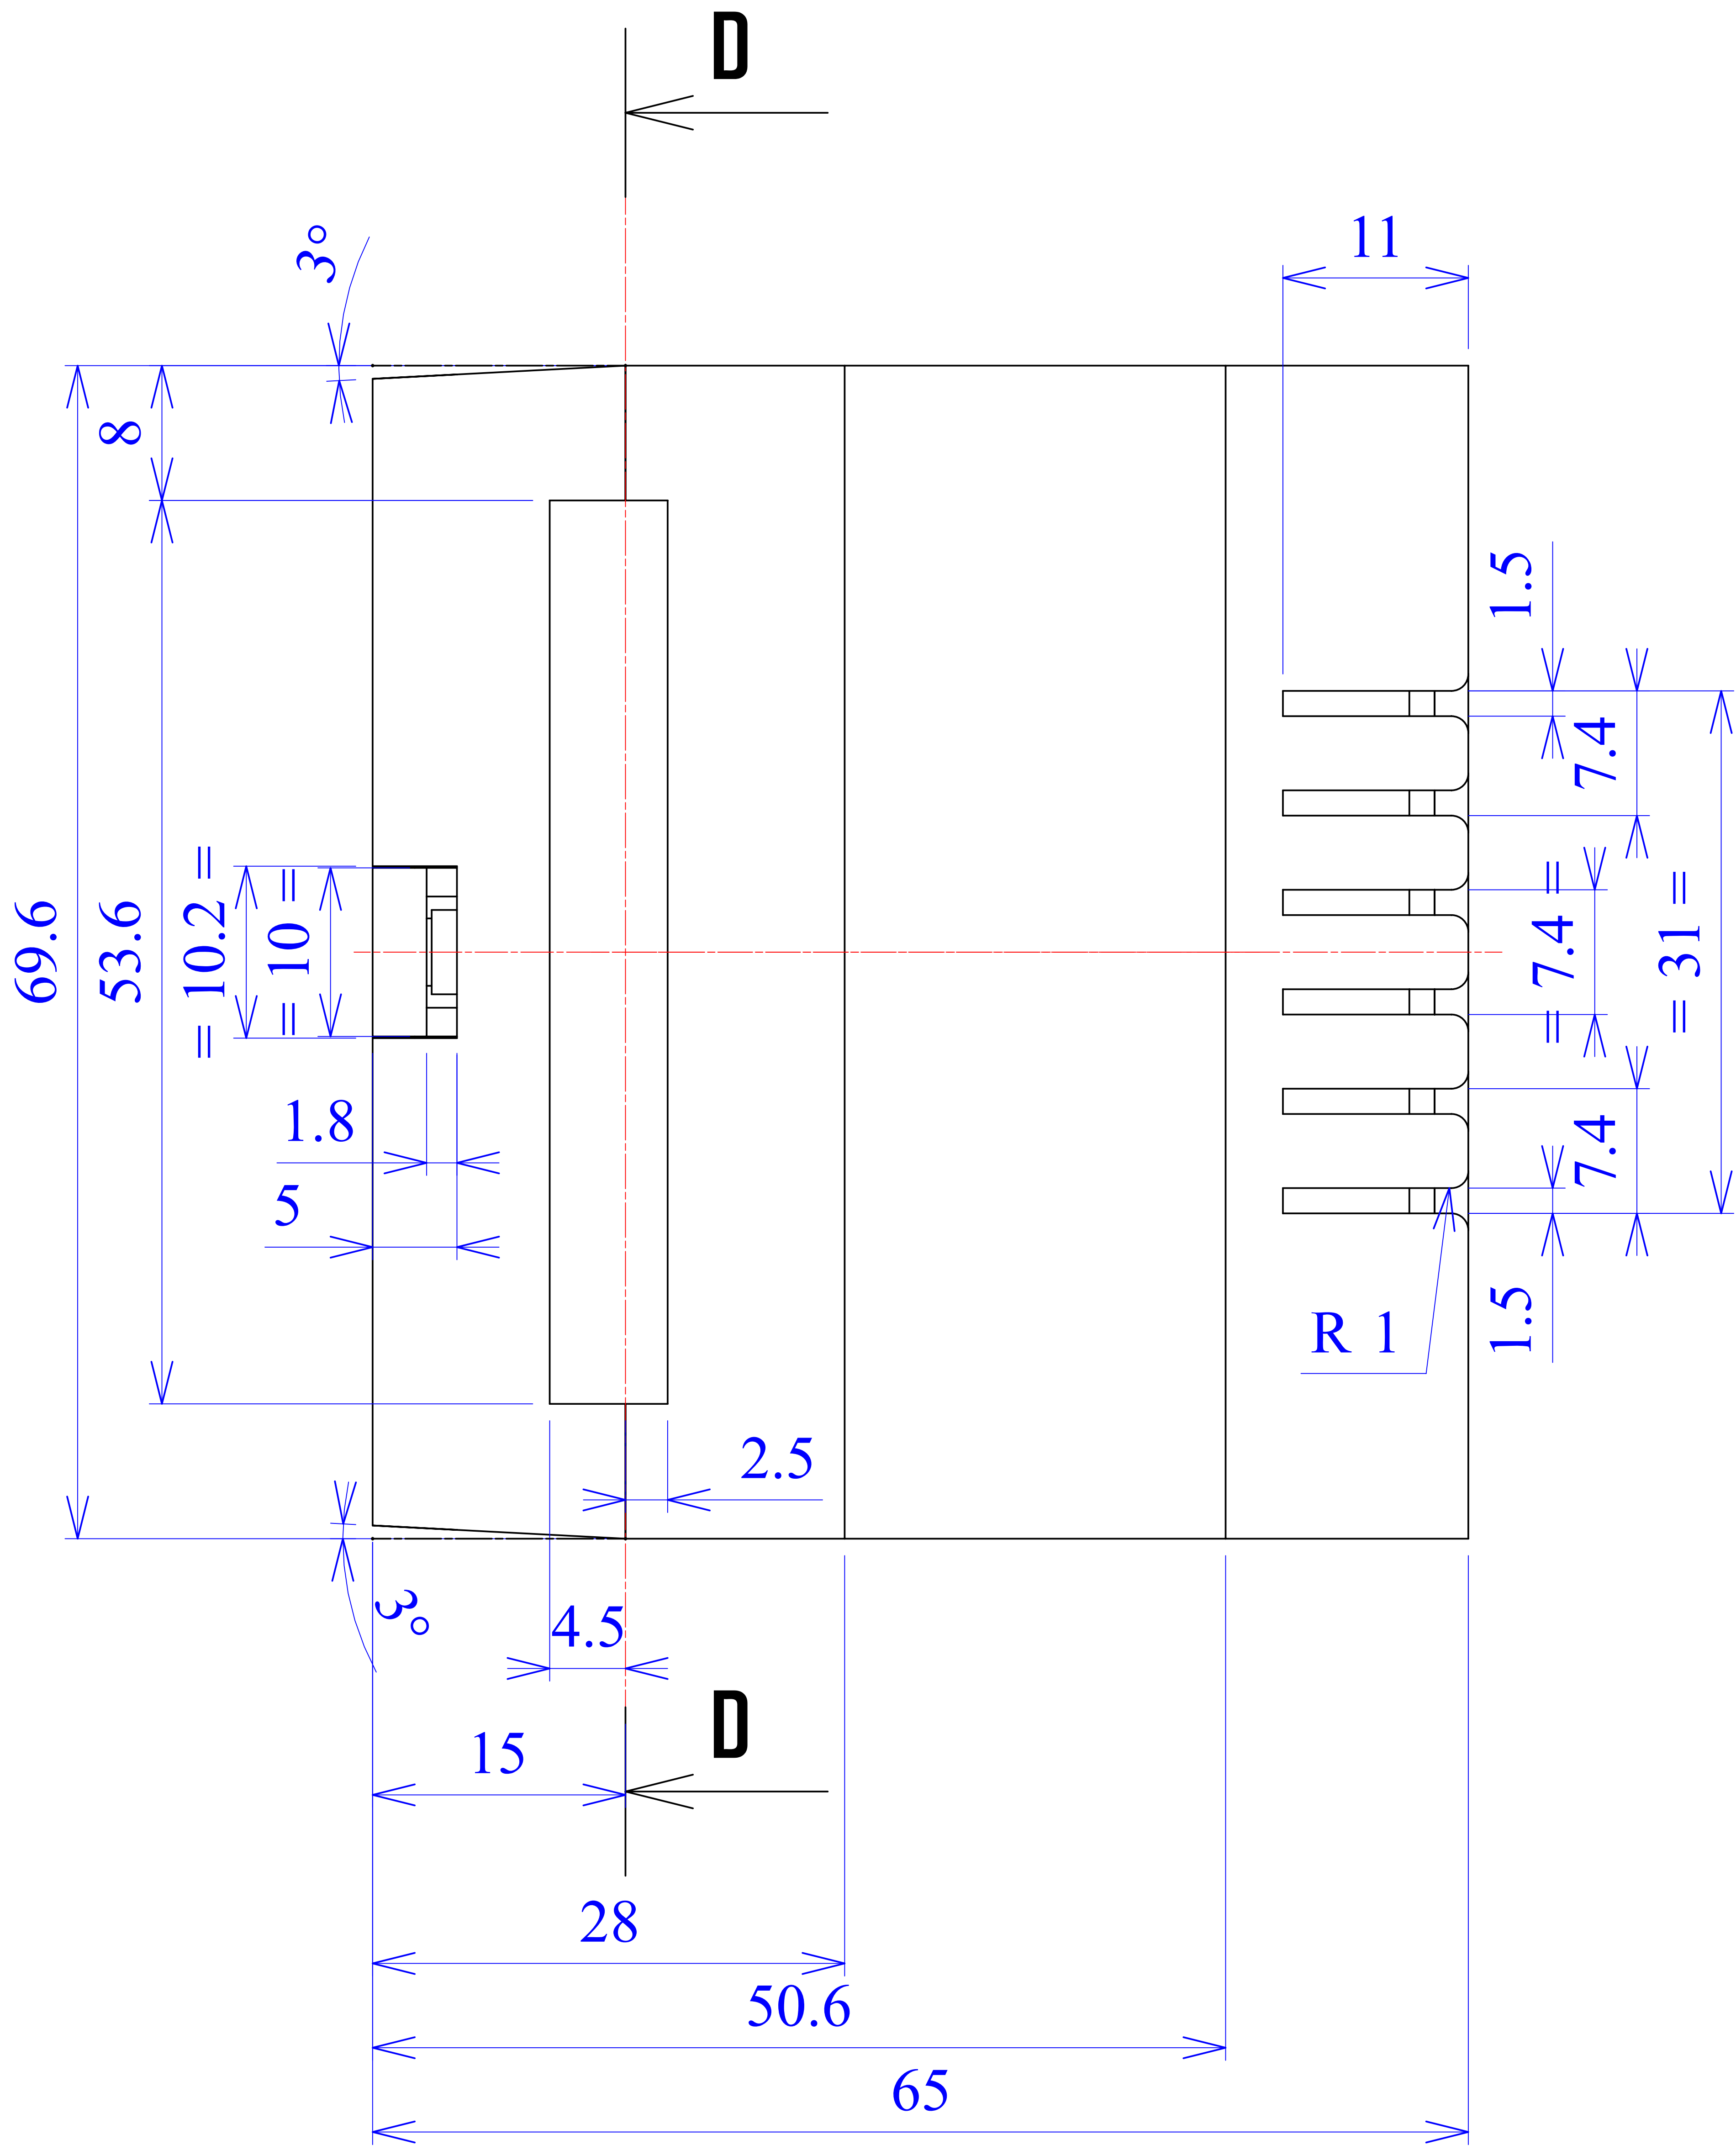 D
3°
11
8
1.5
7.4
69.6
53.6
= 10.2 =
= 10 =
= 7.4 =
= 31 =
1.8
5
7.4
R 1
1.5
2.5
3°
4.5
D
15
28
50.6
65